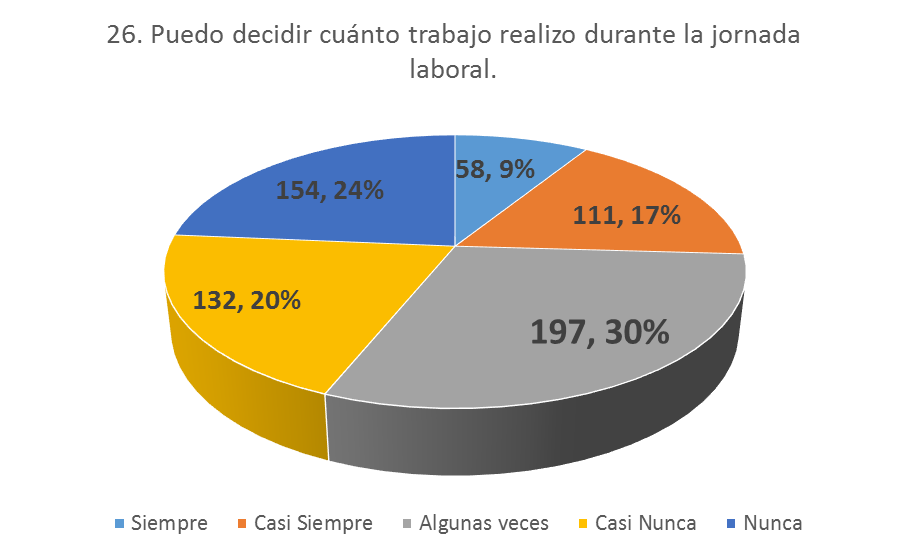 26. Puedo decidir cuánto trabajo realizo durante la jornada
laboral.
58, 9%
154, 24%
111, 17%
132, 20%
197, 30%
Siempre Casi Siempre Algunas veces Casi Nunca Nunca